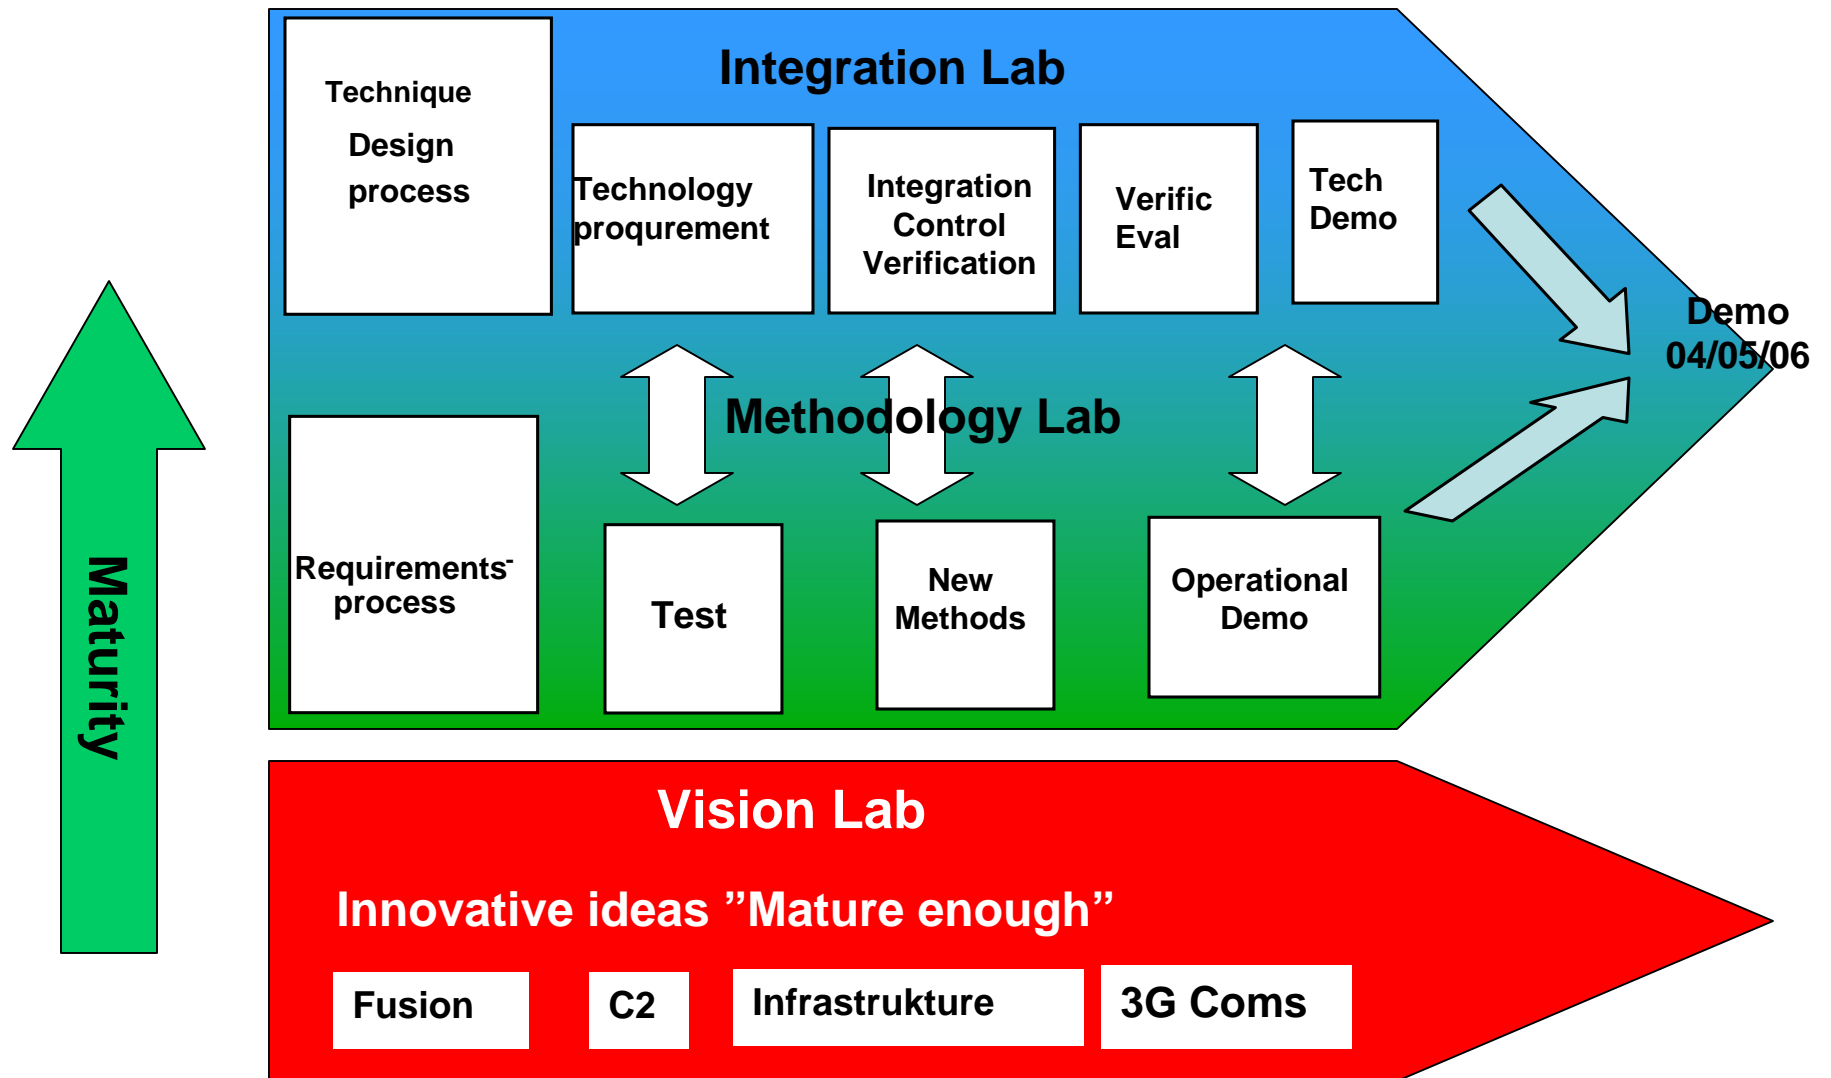 Integration Lab
Technique
Design
process
Technology
proqurement
Integration
Control
Verification
Verific
Eval
Tech
Demo
Demo
04/05/06
Methodology Lab
Requirements-
process
Test
New
Methods
Operational
Demo
Maturity
Vision Lab
Innovative ideas ”Mature enough”
Fusion
C2
Infrastrukture
3G Coms